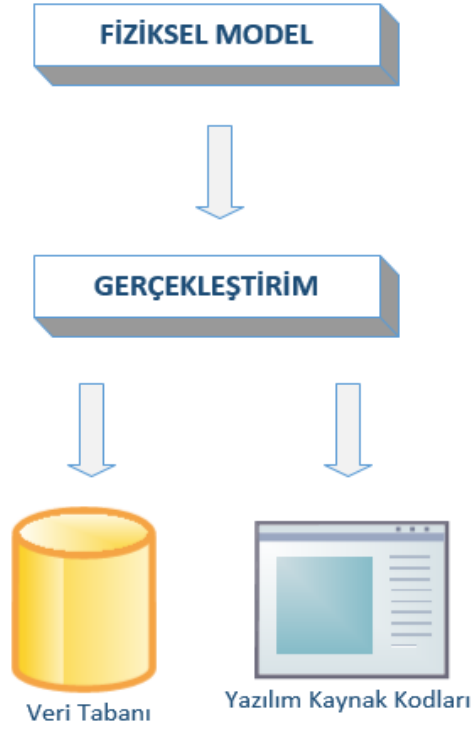 FİZİKSEL MODEL
GERÇEKLEŞTİRİM
Veri Tabanı
Yazılım Kaynak Kodları